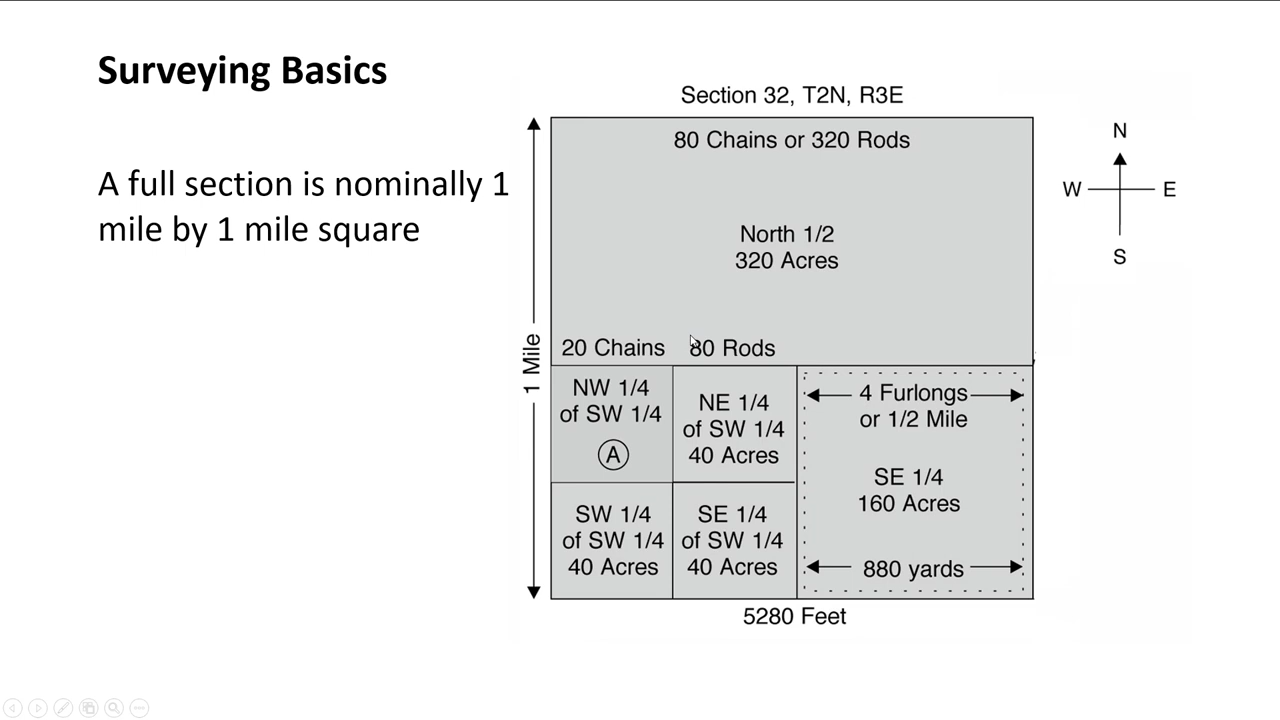 Surveying Basics
A full section is nominally 1
mile by 1 mile square
Section 32, T2N, R3E
80 Chains or 320 Rods
North 1/2
320 Acres
1 Mile
20 Chains
80 Rods
NW 1/4
of SW 1/4
A
NE 1/4
of SW 1/4
40 Acres
SW 1/4
of SW 1/4
40 Acres
SE 1/4
of SW 1/4
40 Acres
4 Furlongs
or 1/2 Mile
SE 1/4
160 Acres
880 yards
5280 Feet
N
W E
S